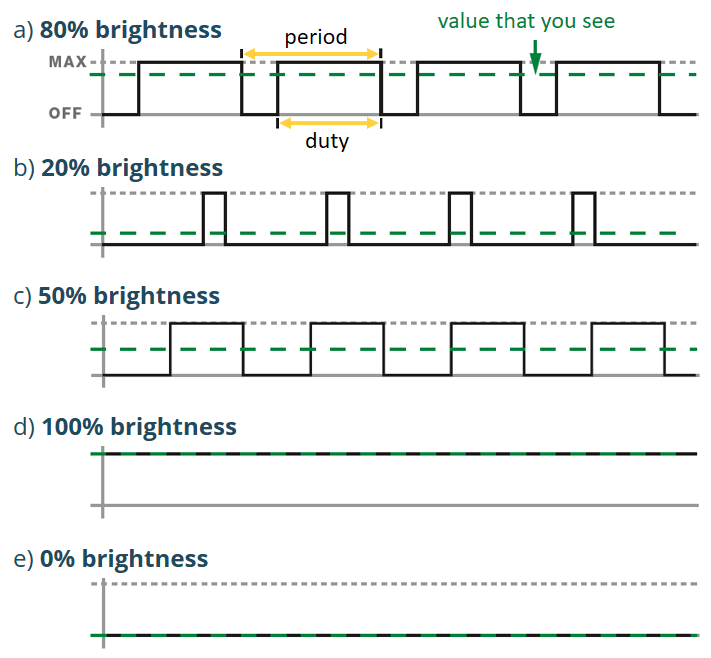 value that you see
a) 80% brightness
period
MAX
OFF
duty
b) 20% brightness
c) 50% brightness
d) 100% brightness
e) 0% brightness